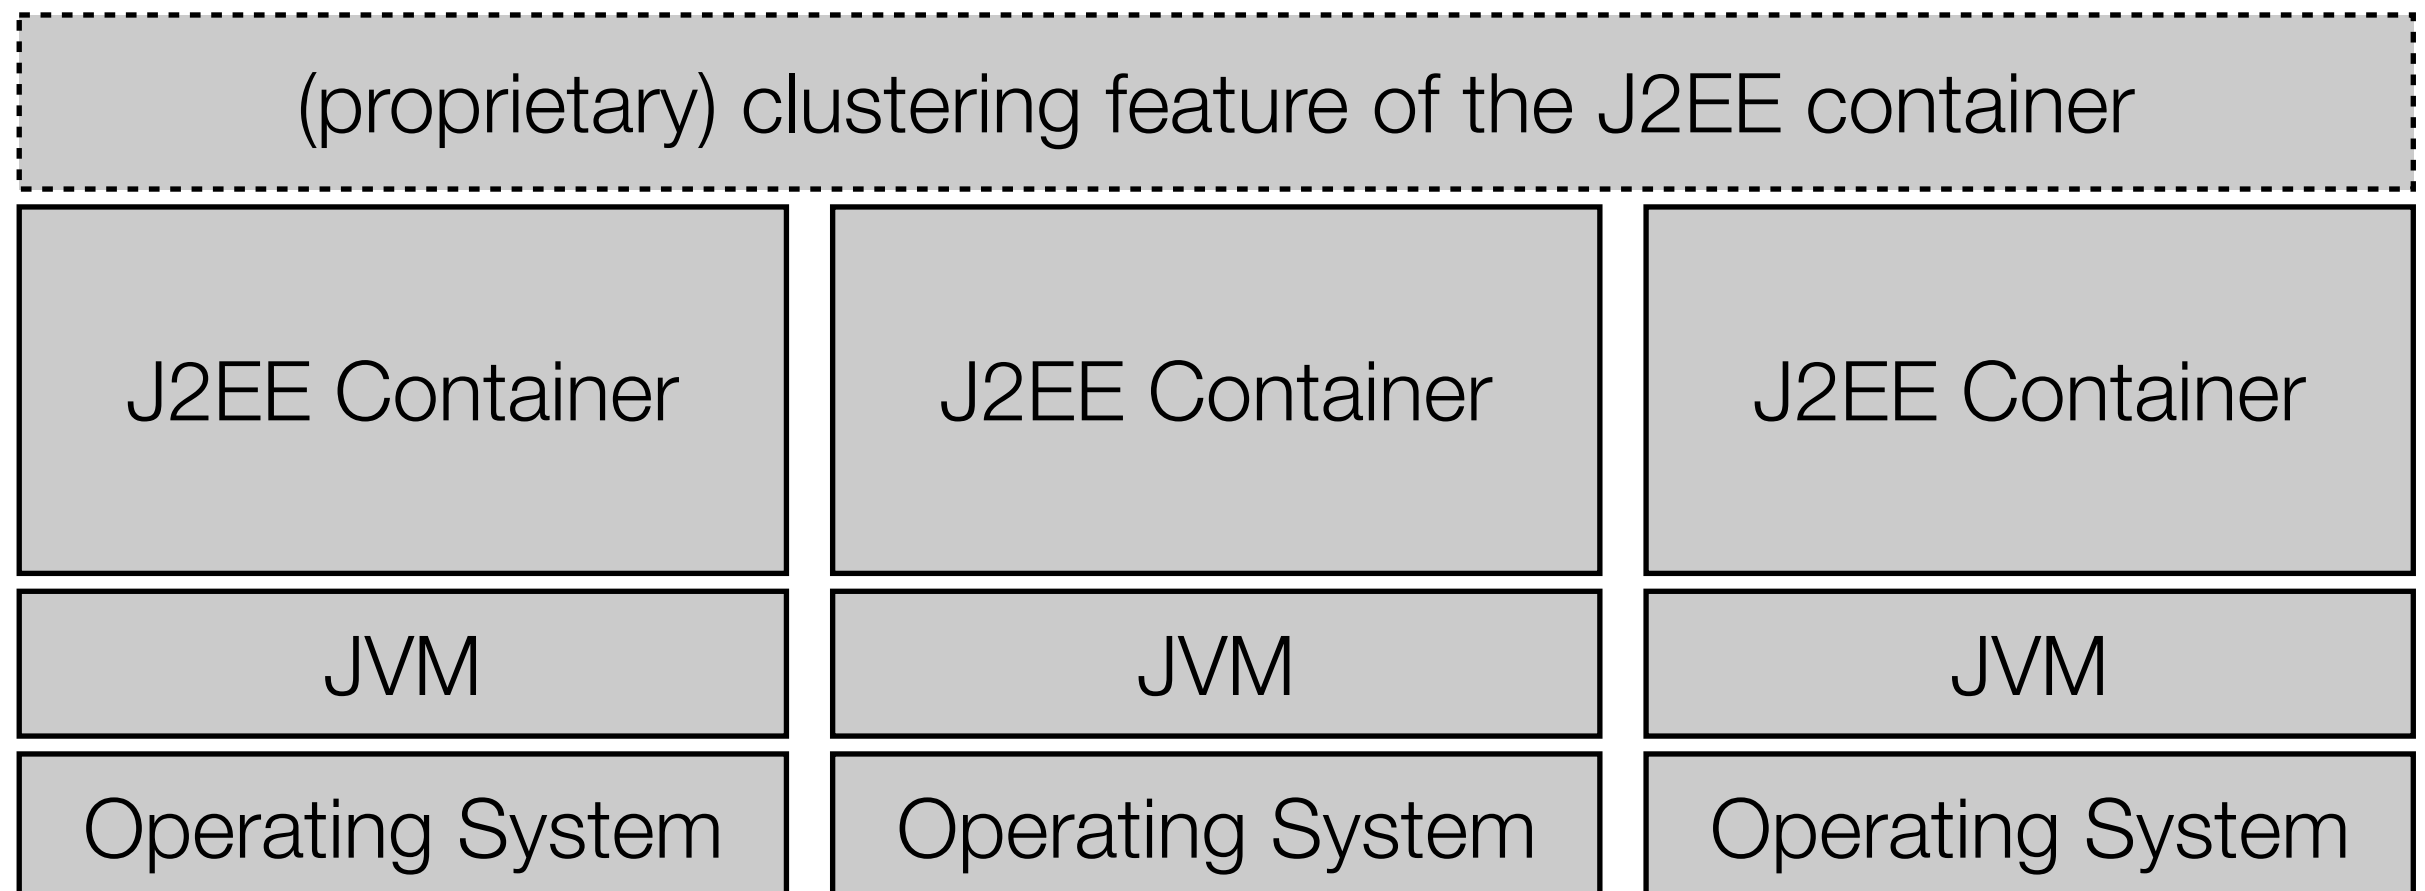 (proprietary) clustering feature of the J2EE container
J2EE Container
J2EE Container
J2EE Container
JVM
JVM
JVM
Operating System
Operating System
Operating System